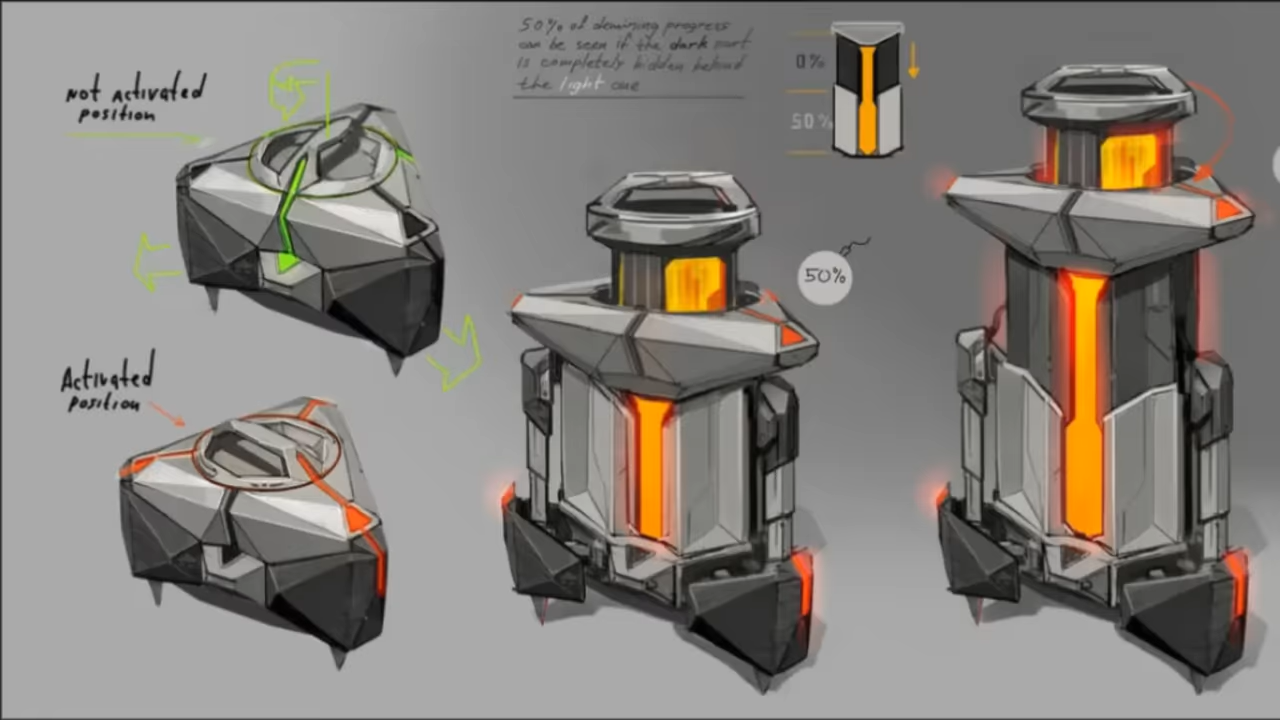 50% of demining progress
can be seen if the dark part
is completely hidden behind
the light one
0%
50%
not activated
position
50%
Activated
position